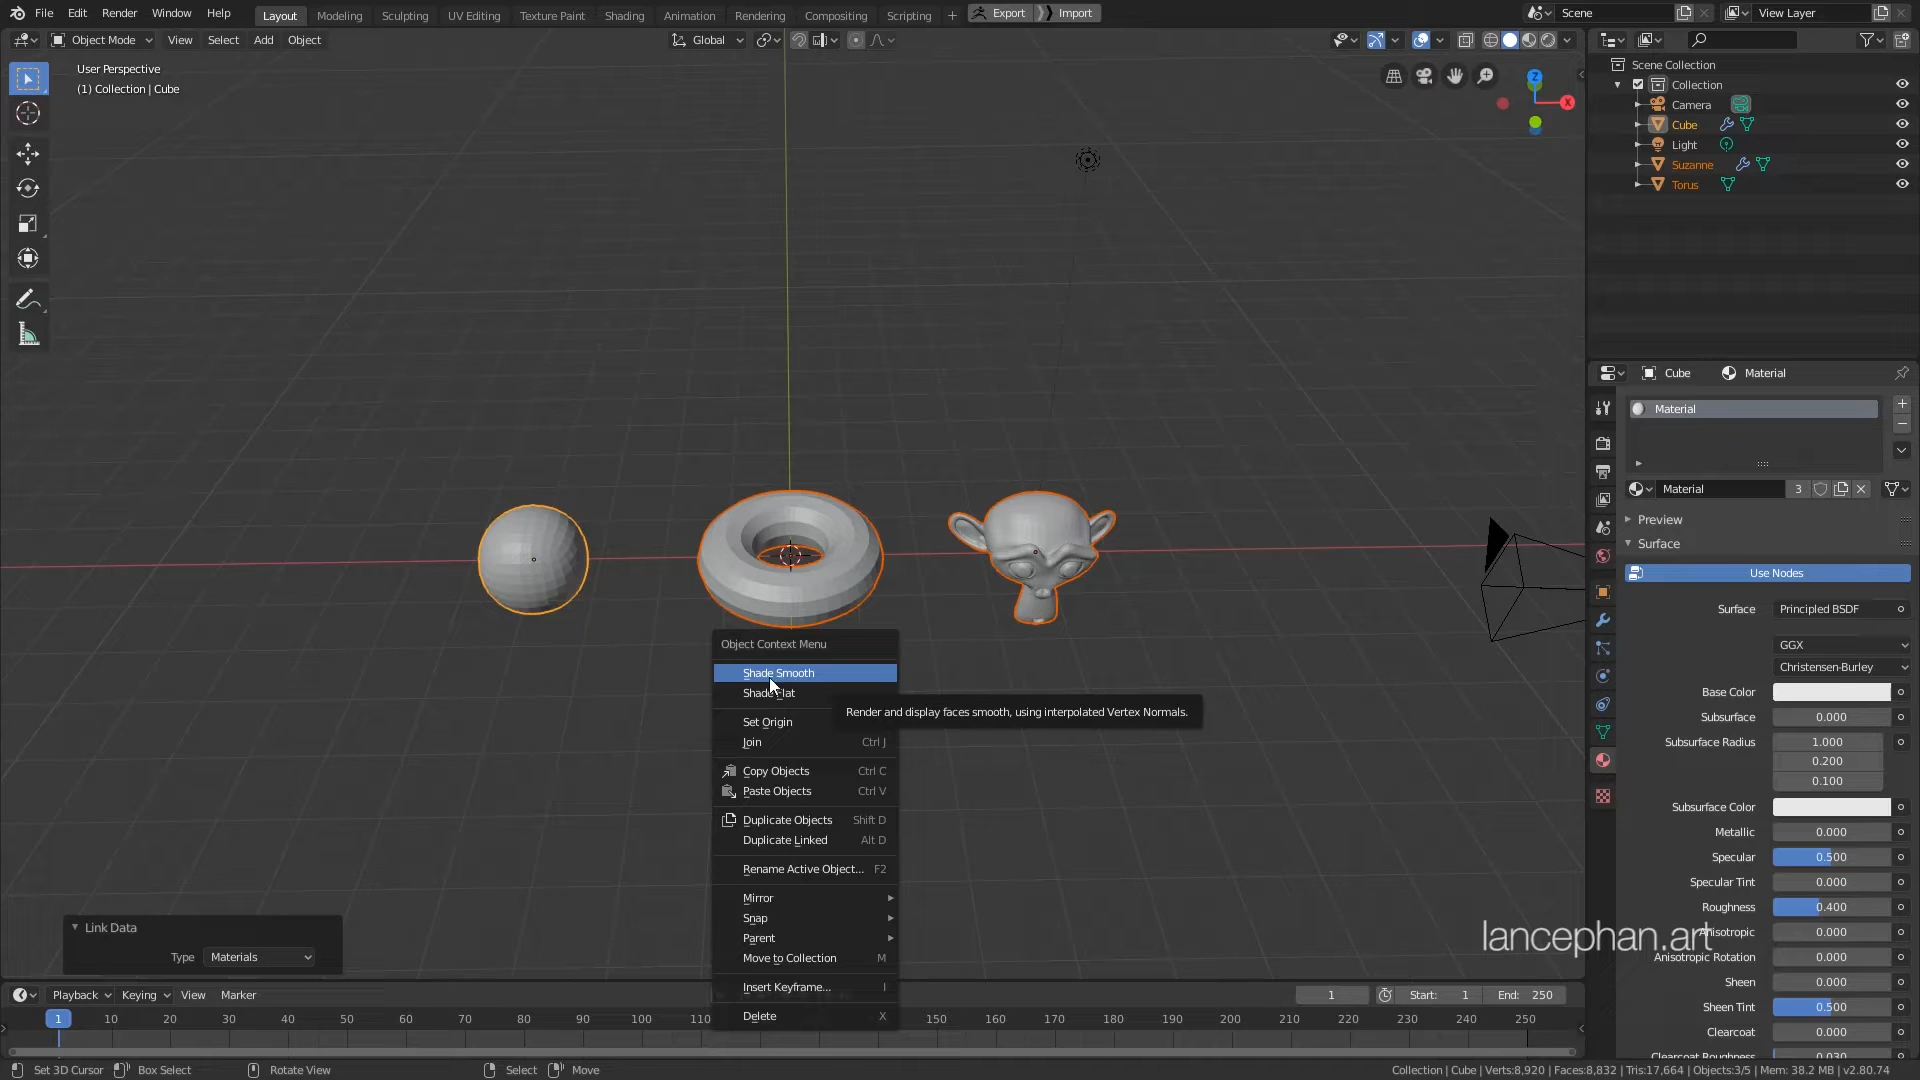 File Edit Render Window Help Layout Modeling Sculpting UV Editing Texture Paint Shading Animation Rendering Compositing Scripting + Export Import Scene View Layer
Object Mode View Select Add Object Global
User Perspective
(1) Collection | Cube
Z
X
Scene Collection
Collection
Camera
Cube
Light
Suzanne
Torus
Cube Material
Material
Material 3
Preview
Surface
Use Nodes
Surface Principled BSDF
GGX
Christensen-Burley
Base Color
Subsurface 0.000
Subsurface Radius 1.000
0.200
0.100
Subsurface Color
Metallic 0.000
Specular 0.500
Specular Tint 0.000
Roughness 0.400
Anisotropic 0.000
Anisotropic Rotation 0.000
Sheen 0.000
Sheen Tint 0.500
Clearcoat 0.000
Clearcoat Roughness 0.030
lancephan.art
Object Context Menu
Shade Smooth
Shade Flat
Render and display faces smooth, using interpolated Vertex Normals.
Set Origin
Join Ctrl J
Copy Objects Ctrl C
Paste Objects Ctrl V
Duplicate Objects Shift D
Duplicate Linked Alt D
Rename Active Object... F2
Mirror
Snap
Parent
Move to Collection M
Insert Keyframe... I
Delete X
Link Data
Type Materials
Playback Keying View Marker 1 Start: 1 End: 250
1 10 20 30 40 50 60 70 80 90 100 110 150 160 170 180 190 200 210 220 230 240 250
Set 3D Cursor Box Select Rotate View Select Move Collection | Cube | Verts:8,920 | Faces:8,832 | Tris:17,664 | Objects:3/5 | Mem: 38.2 MB | v2.80.74